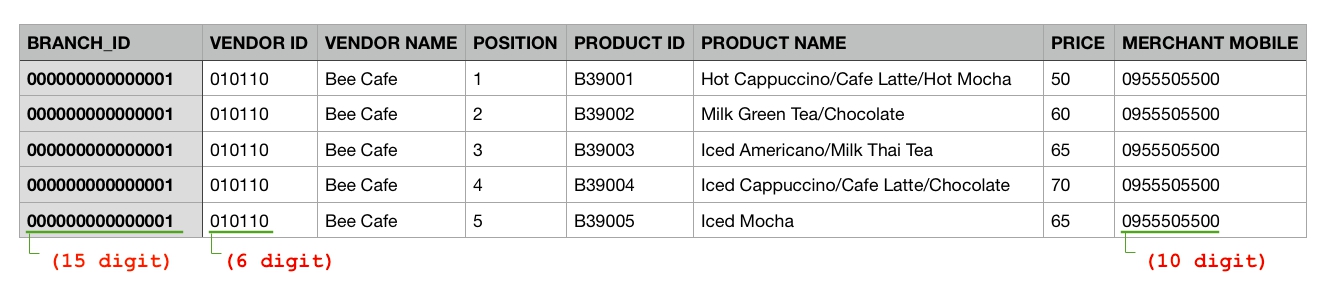 BRANCH_ID VENDOR ID VENDOR NAME POSITION PRODUCT ID PRODUCT NAME PRICE MERCHANT MOBILE
000000000000001 010110 Bee Cafe 1 B39001 Hot Cappuccino/Cafe Latte/Hot Mocha 50 0955505500
000000000000001 010110 Bee Cafe 2 B39002 Milk Green Tea/Chocolate 60 0955505500
000000000000001 010110 Bee Cafe 3 B39003 Iced Americano/Milk Thai Tea 65 0955505500
000000000000001 010110 Bee Cafe 4 B39004 Iced Cappuccino/Cafe Latte/Chocolate 70 0955505500
000000000000001 010110 Bee Cafe 5 B39005 Iced Mocha 65 0955505500
(15 digit) (6 digit) (10 digit)